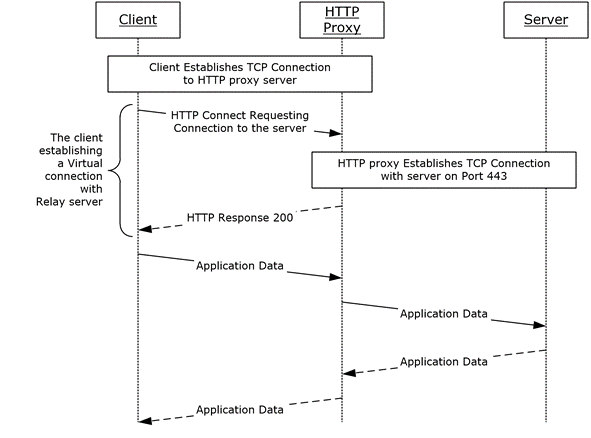 Client
HTTP
Proxy
Server
Client Establishes TCP Connection
to HTTP proxy server
HTTP Connect Requesting
Connection to the server
The client
establishing
a Virtual
connection
with
Relay server
HTTP proxy Establishes TCP Connection
with server on Port 443
HTTP Response 200
Application Data
Application Data
Application Data
Application Data